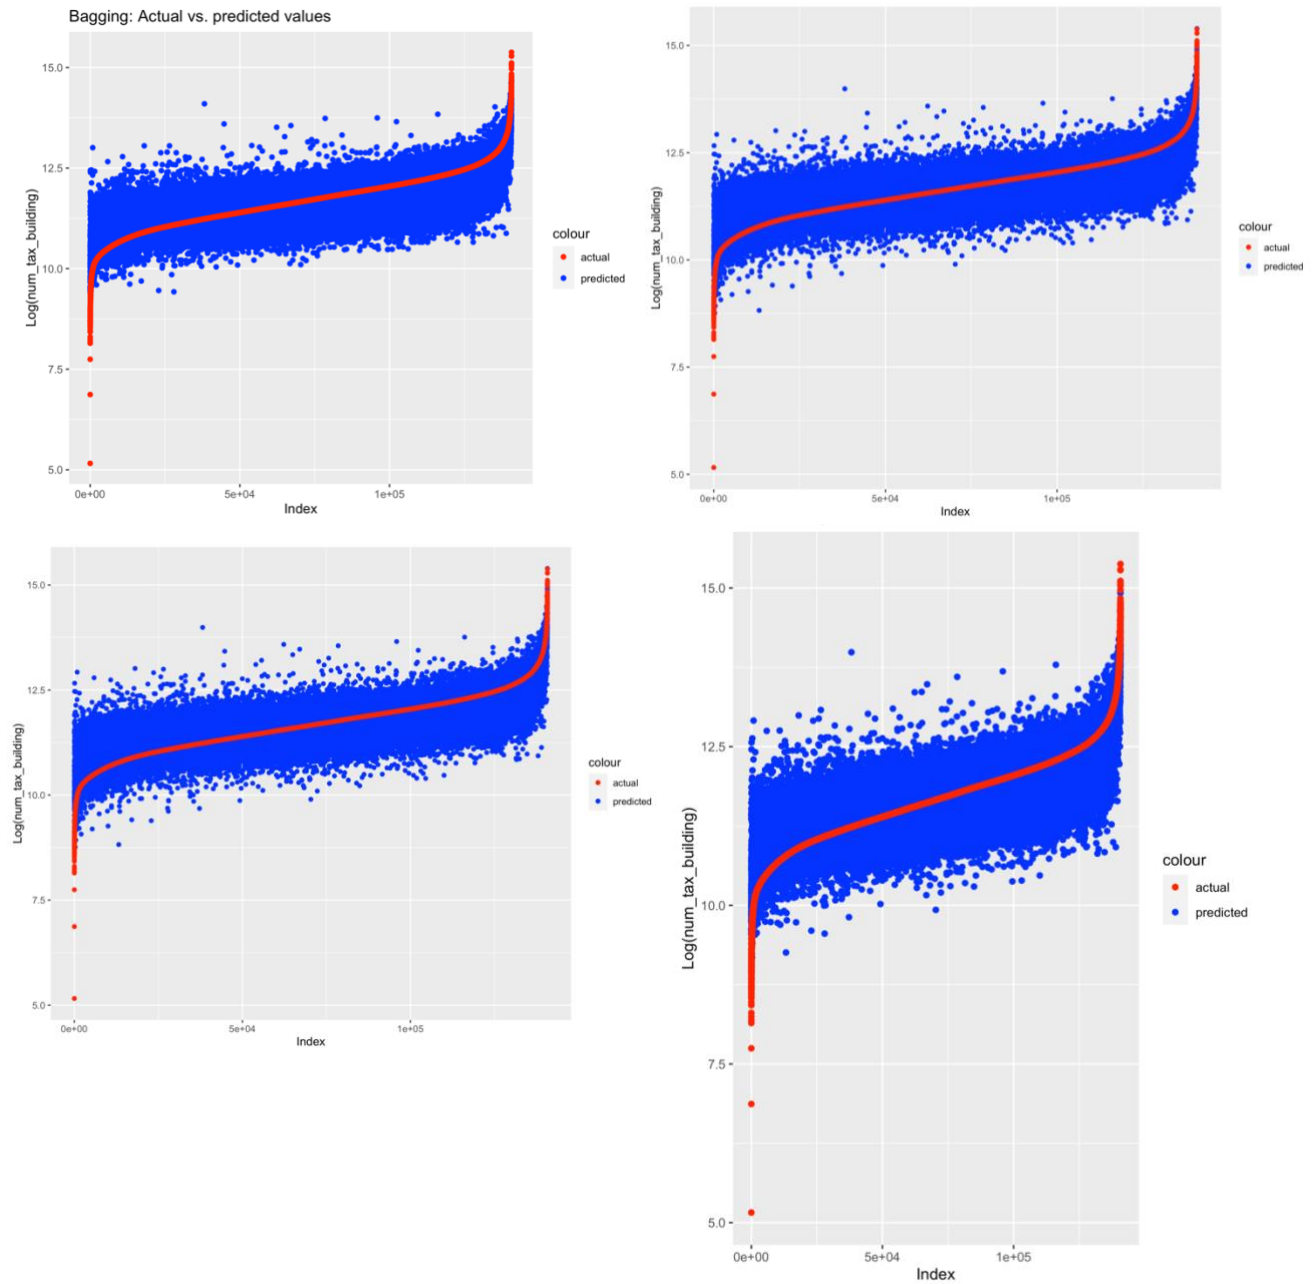 Bagging: Actual vs. predicted values
15.0
12.5
10.0
7.5
5.0
Log(num_tax_building)
0e+00 5e+04 1e+05
Index
colour
actual
predicted
15.0
12.5
10.0
7.5
5.0
Log(num_tax_building)
0e+00 5e+04 1e+05
Index
colour
actual
predicted
15.0
12.5
10.0
7.5
5.0
Log(num_tax_building)
0e+00 5e+04 1e+05
Index
colour
actual
predicted
15.0
12.5
10.0
7.5
5.0
Log(num_tax_building)
0e+00 5e+04 1e+05
Index
colour
actual
predicted